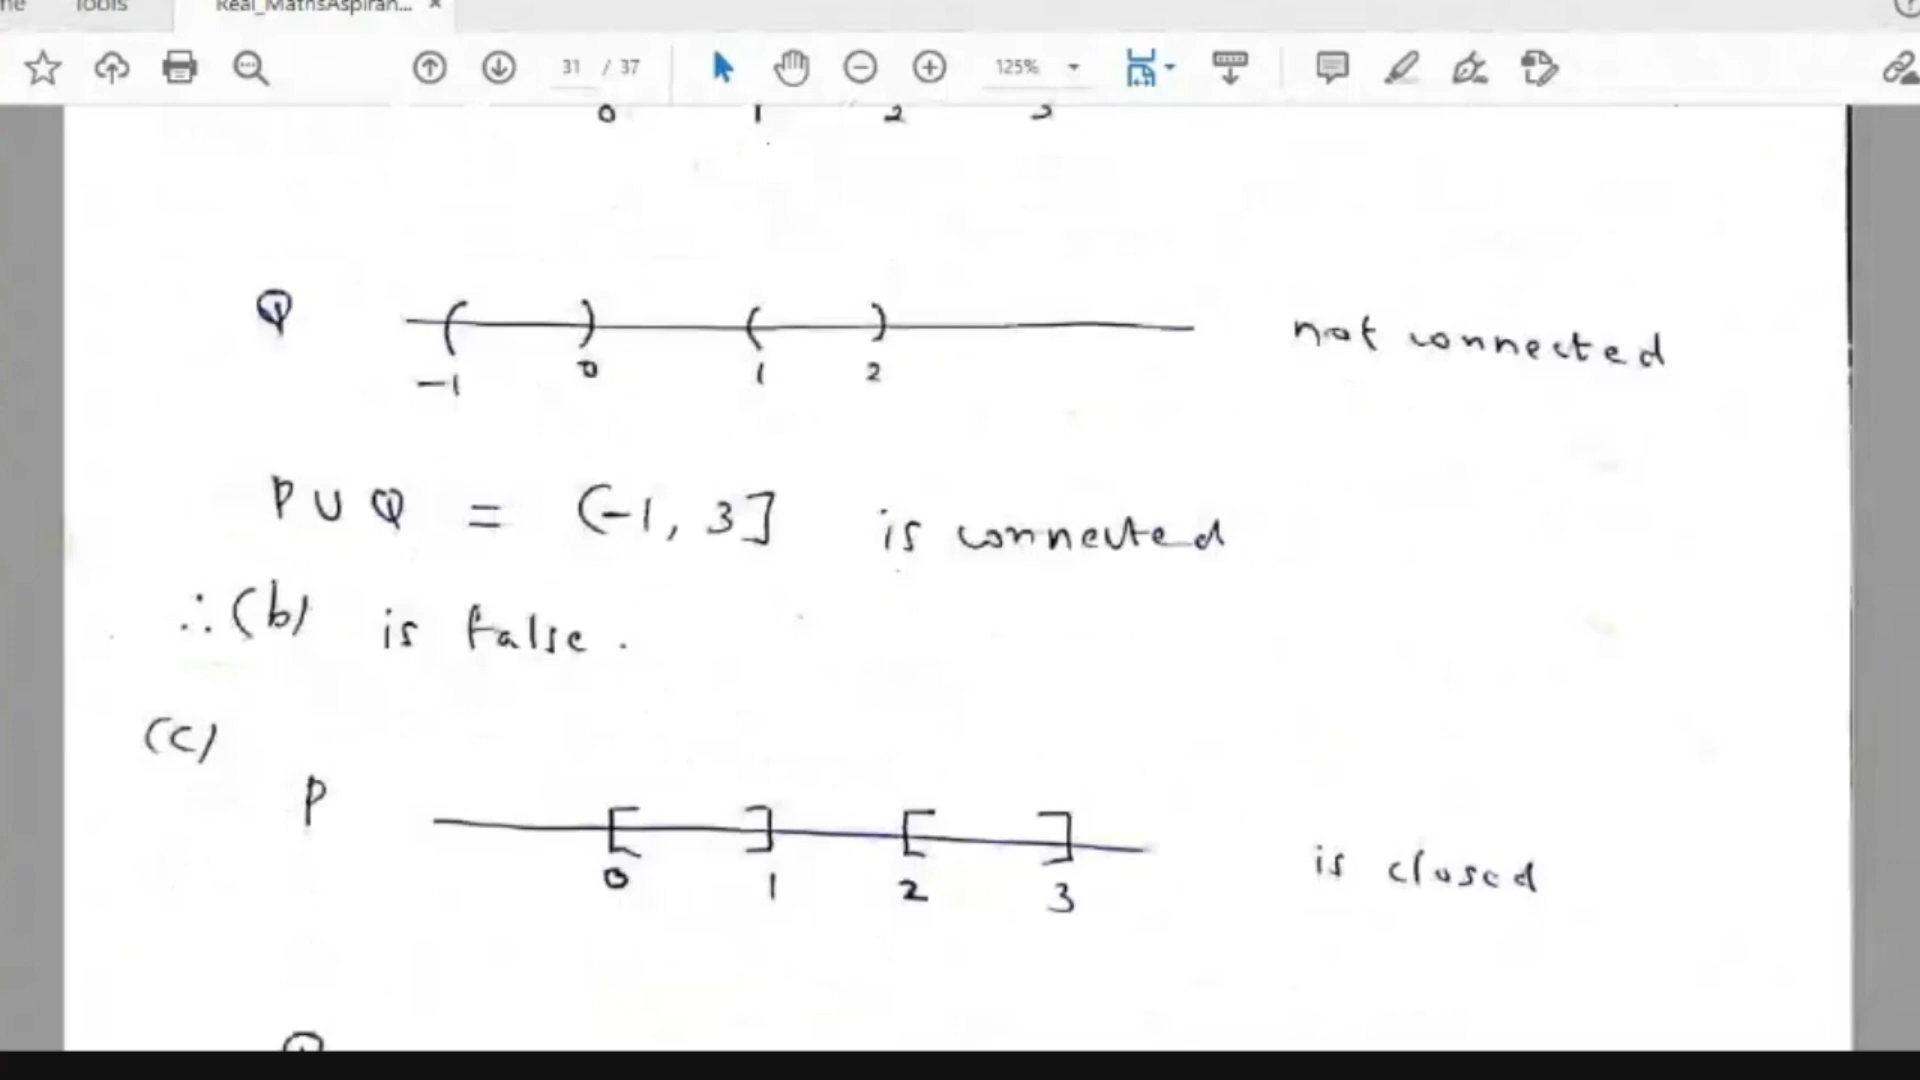 Tools Real_MathsAspiran... ×
31 / 37 125%
0 1 2 3
Q ( ) ( ) not connected
-1 0 1 2
P ∪ Q = (-1, 3] is connected
∴ (b) is false.
(c)
P [ ] [ ] is closed
0 1 2 3